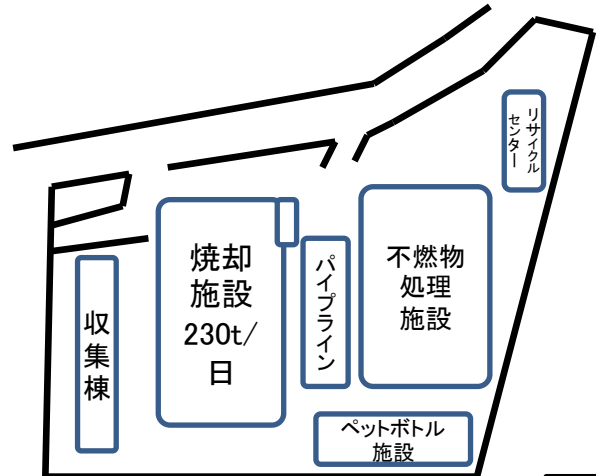 リサイクル
センター
焼却
施設
230t/
日
パイプライン
不燃物
処理
施設
収集棟
ペットボトル
施設